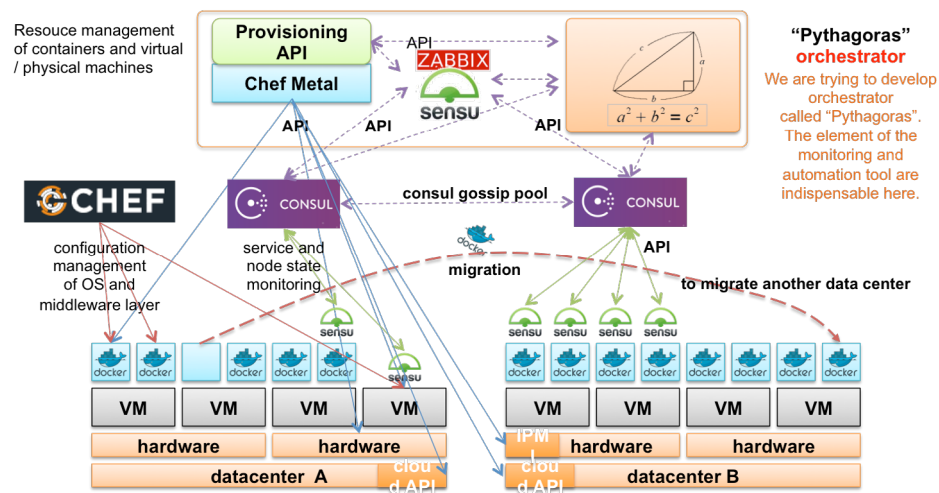 Resouce management
of containers and virtual
/ physical machines
Provisioning
API
Chef Metal
API
ZABBIX
sensu
c
a
b
a² + b² = c²
“Pythagoras”
orchestrator
We are trying to develop
orchestrator
called “Pythagoras”.
The element of the
monitoring and
automation tool are
indispensable here.
API
API
API
CHEF
CONSUL
consul gossip pool
CONSUL
configuration
management
of OS and
middleware layer
service and
node state
monitoring
docker
migration
API
to migrate another data center
sensu
sensu
sensu
sensu
sensu
sensu
docker
docker
docker
docker
docker
docker
docker
docker
docker
docker
docker
docker
docker
VM
VM
VM
VM
VM
VM
VM
VM
hardware
hardware
IPM
I
hardware
hardware
datacenter A
clou
d API
clou
d API
datacenter B